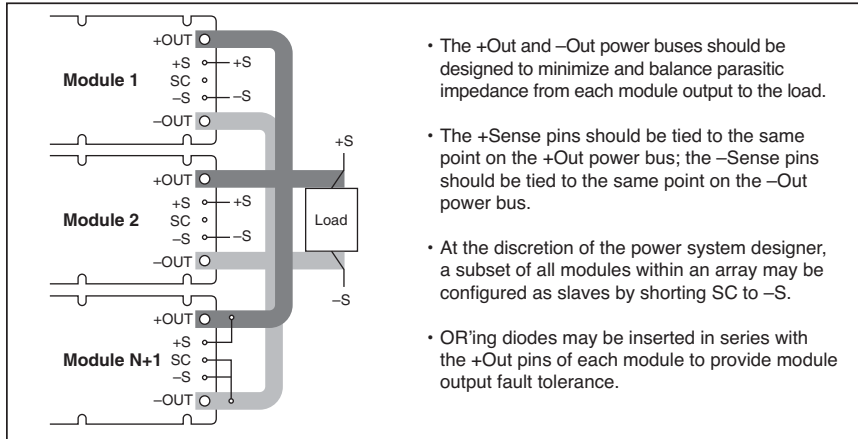 +OUT
+S
+S
Module 1
SC
–S
–S
–OUT
+OUT
+S
+S
Module 2
SC
–S
–S
–OUT
+OUT
+S
Module N+1
SC
–S
–OUT
+S
Load
–S
• The +Out and –Out power buses should be
designed to minimize and balance parasitic
impedance from each module output to the load.
• The +Sense pins should be tied to the same
point on the +Out power bus; the –Sense pins
should be tied to the same point on the –Out
power bus.
• At the discretion of the power system designer,
a subset of all modules within an array may be
configured as slaves by shorting SC to –S.
• OR'ing diodes may be inserted in series with
the +Out pins of each module to provide module
output fault tolerance.